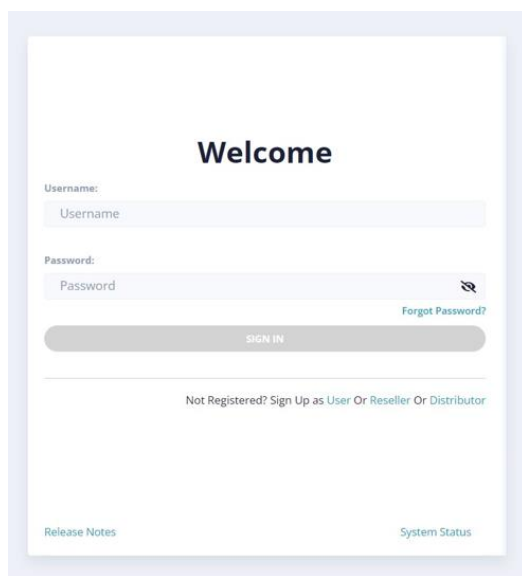 Welcome
Username:
Username
Password:
Password
Forgot Password?
SIGN IN
Not Registered? Sign Up as User Or Reseller Or Distributor
Release Notes System Status